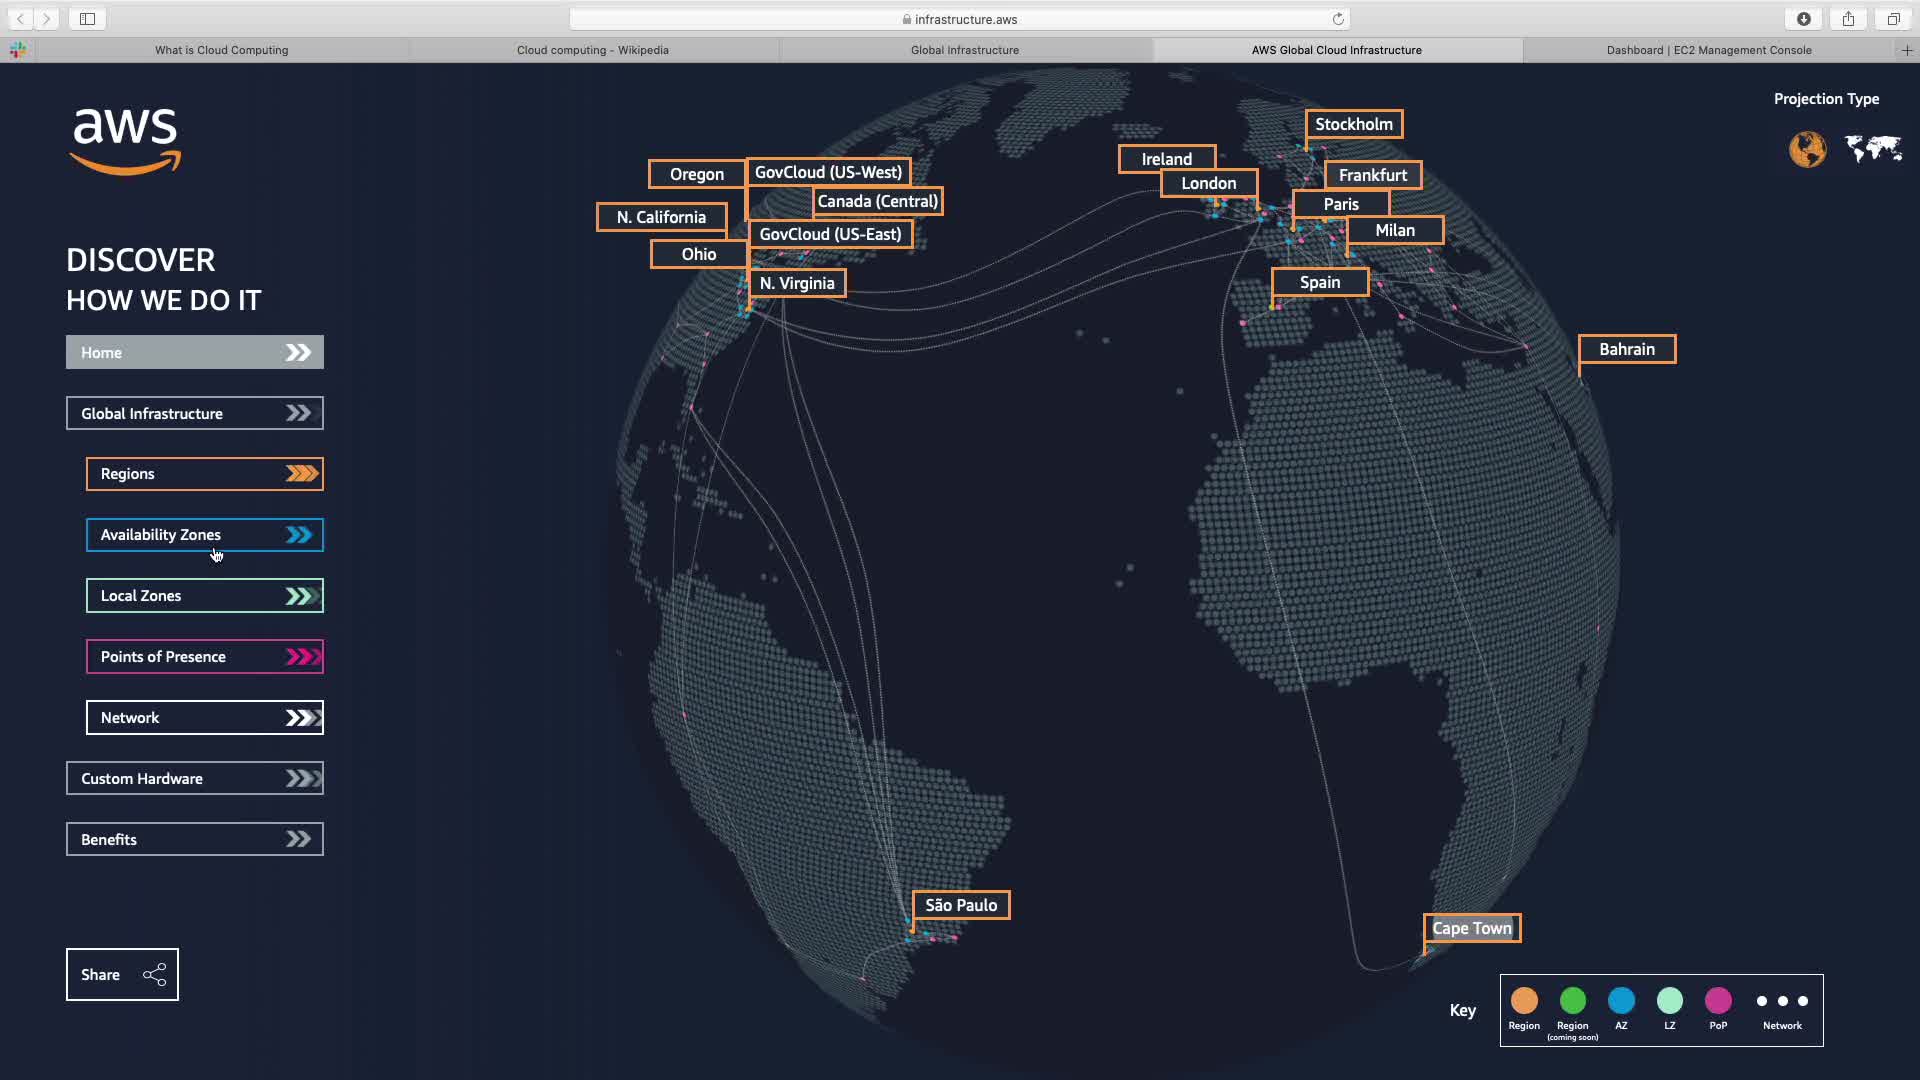 infrastructure.aws
What is Cloud Computing
Cloud computing - Wikipedia
Global Infrastructure
AWS Global Cloud Infrastructure
Dashboard | EC2 Management Console
aws
DISCOVER
HOW WE DO IT
Home
Global Infrastructure
Regions
Availability Zones
Local Zones
Points of Presence
Network
Custom Hardware
Benefits
Share
Projection Type
Stockholm
Ireland
London
Frankfurt
Paris
Milan
Spain
Bahrain
Oregon
GovCloud (US-West)
Canada (Central)
N. California
GovCloud (US-East)
Ohio
N. Virginia
São Paulo
Cape Town
Key
Region
Region
(coming soon)
AZ
LZ
PoP
Network